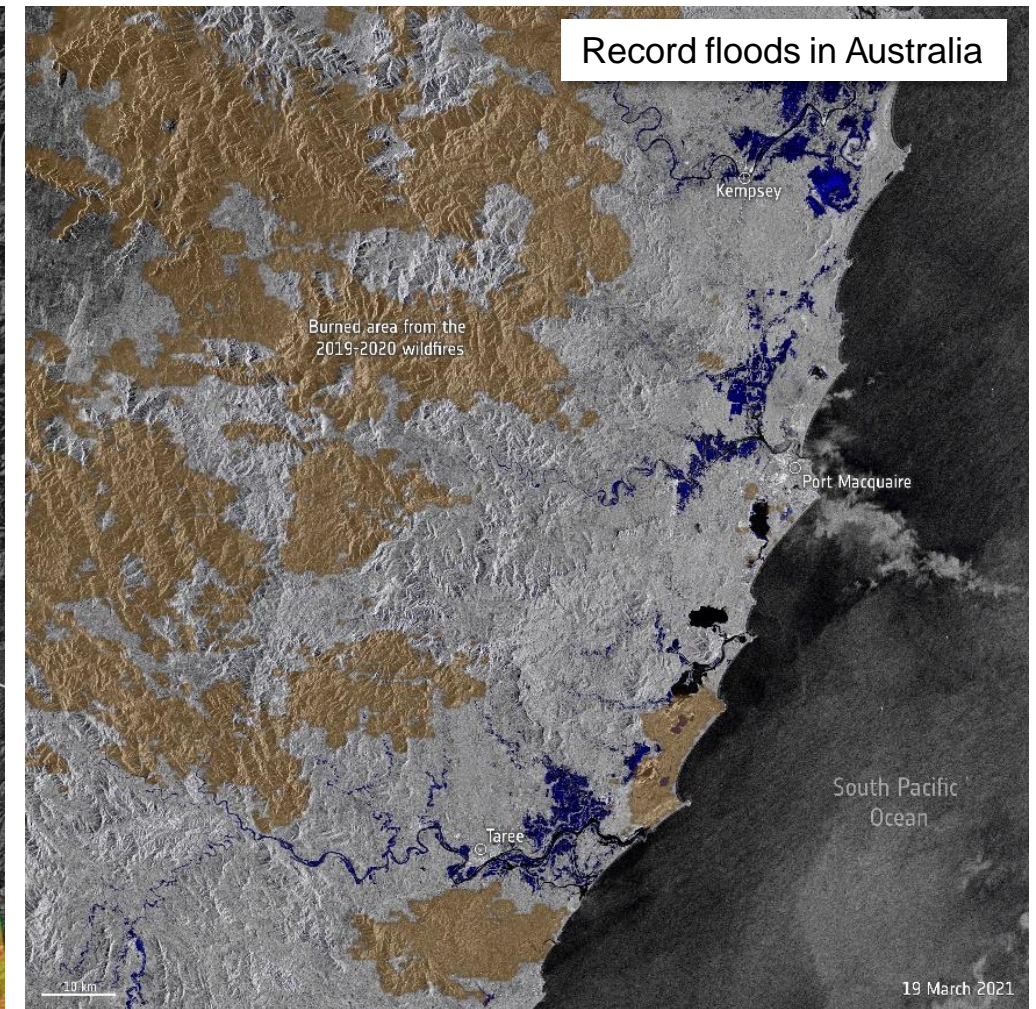 Record floods in Australia
Kempsey
Burned area from the
2019-2020 wildfires
Port Macquaire
South Pacific
Ocean
Taree
10 km
19 March 2021